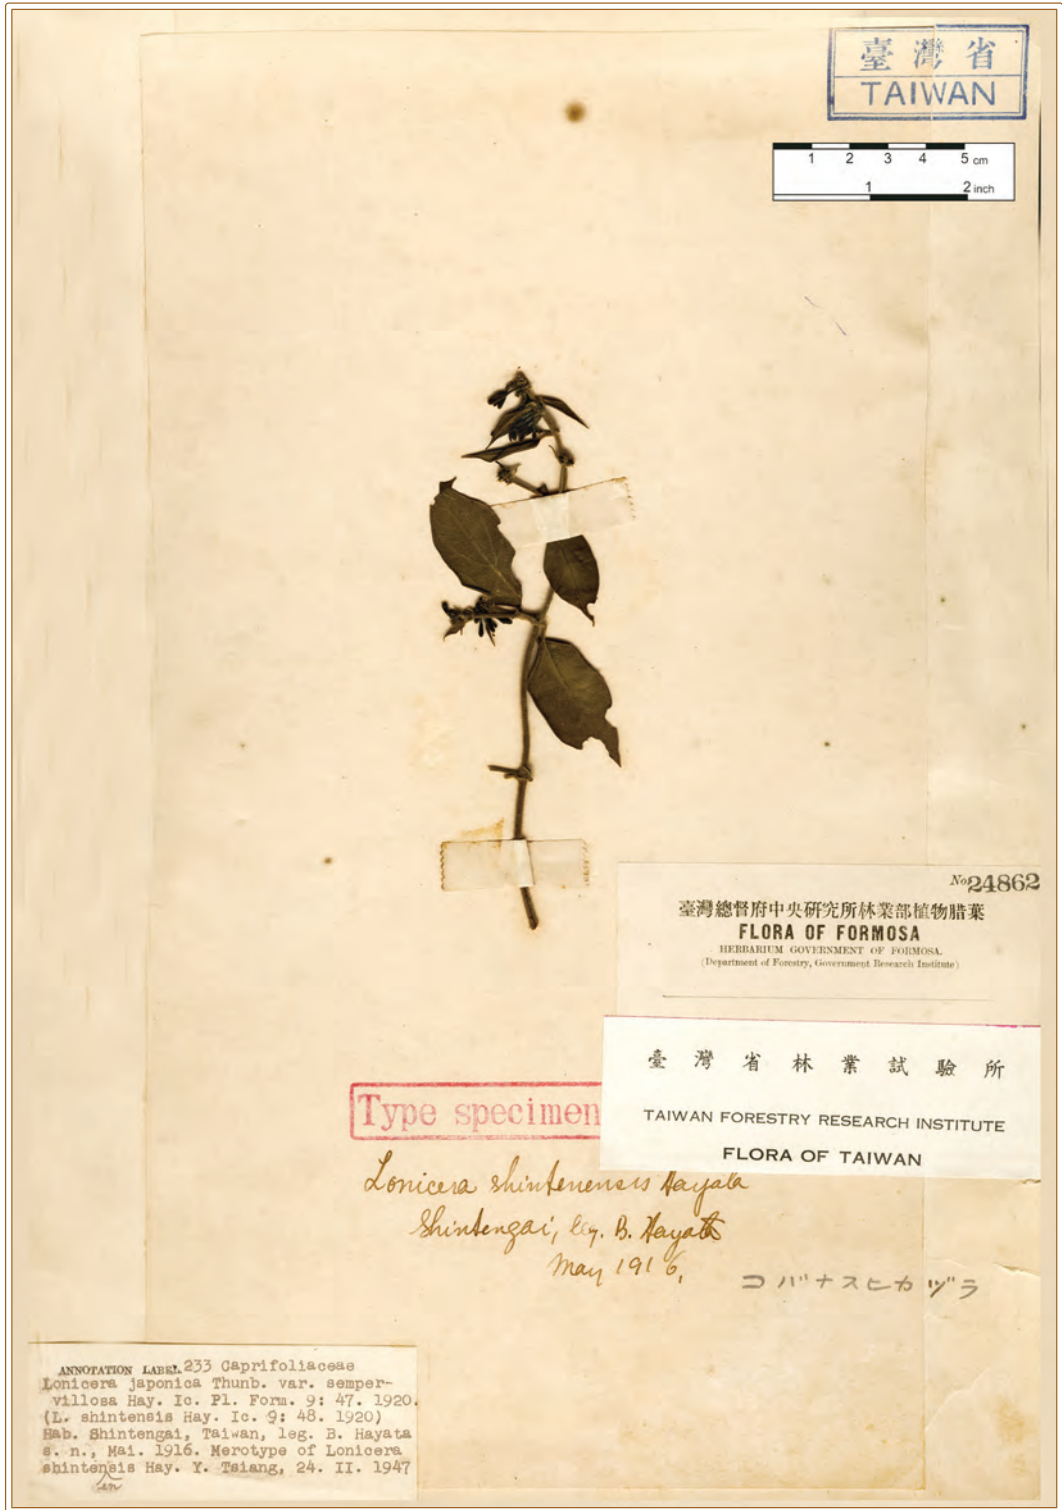 臺灣省
TAIWAN
1 2 3 4 5 cm
1 2 inch
No 24862
臺灣總督府中央研究所林業部植物腊葉
FLORA OF FORMOSA
HERBARIUM GOVERNMENT OF FORMOSA.
(Department of Forestry, Government Research Institute)
臺灣省林業試驗所
TAIWAN FORESTRY RESEARCH INSTITUTE
FLORA OF TAIWAN
Type specimen
Lonicera shintenensis Hayata
Shintengai, leg. B. Hayata
May 1916,
コバナスヒカヅラ
ANNOTATION LABEL 233 Caprifoliaceae
Lonicera japonica Thunb. var. semper-
villosa Hay. Ic. Pl. Form. 9: 47. 1920.
(L. shintensis Hay. Ic. 9: 48. 1920)
Hab. Shintengai, Taiwan, leg. B. Hayata
s. n., Mai. 1916. Merotype of Lonicera
shintensis Hay. Y. Tsiang, 24. II. 1947
en